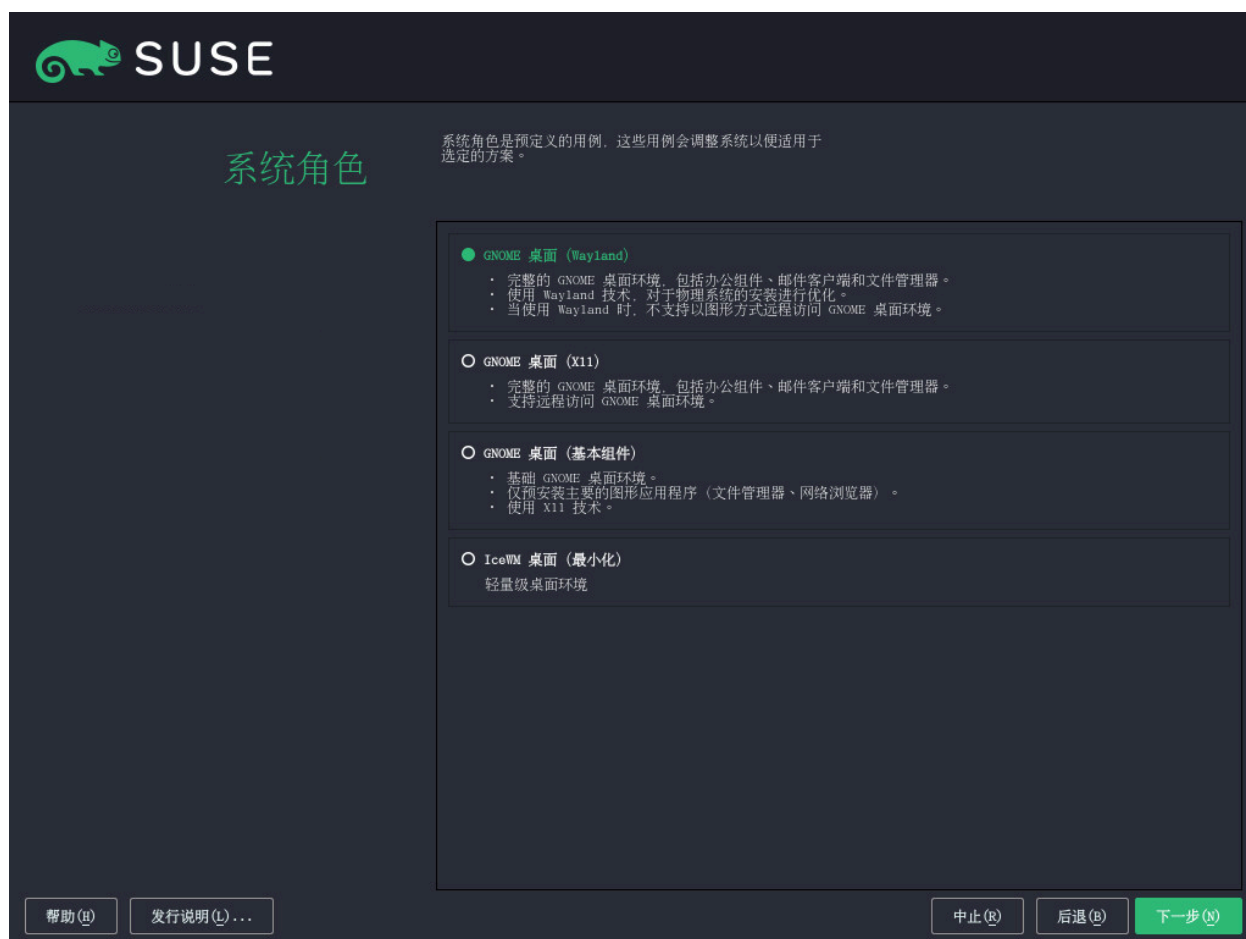 SUSE
系统角色
系统角色是预定义的用例，这些用例会调整系统以便适用于
选定的方案。
GNOME 桌面 (Wayland)
· 完整的 GNOME 桌面环境，包括办公组件、邮件客户端和文件管理器。
· 使用 Wayland 技术，对于物理系统的安装进行优化。
· 当使用 Wayland 时，不支持以图形方式远程访问 GNOME 桌面环境。
GNOME 桌面 (X11)
· 完整的 GNOME 桌面环境，包括办公组件、邮件客户端和文件管理器。
· 支持远程访问 GNOME 桌面环境。
GNOME 桌面 (基本组件)
· 基础 GNOME 桌面环境。
· 仅预安装主要的图形应用程序（文件管理器、网络浏览器）。
· 使用 X11 技术。
IceWM 桌面 (最小化)
轻量级桌面环境
帮助(H) 发行说明(L)... 中止(R) 后退(B) 下一步(N)